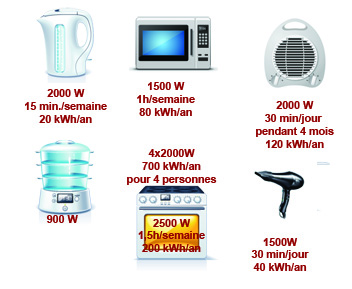 2000 W
15 min./semaine
20 kWh/an
1500 W
1h/semaine
80 kWh/an
2000 W
30 min/jour
pendant 4 mois
120 kWh/an
900 W
4x2000W
700 kWh/an
pour 4 personnes
2500 W
1,5h/semaine
200 kWh/an
1500W
30 min/jour
40 kWh/an